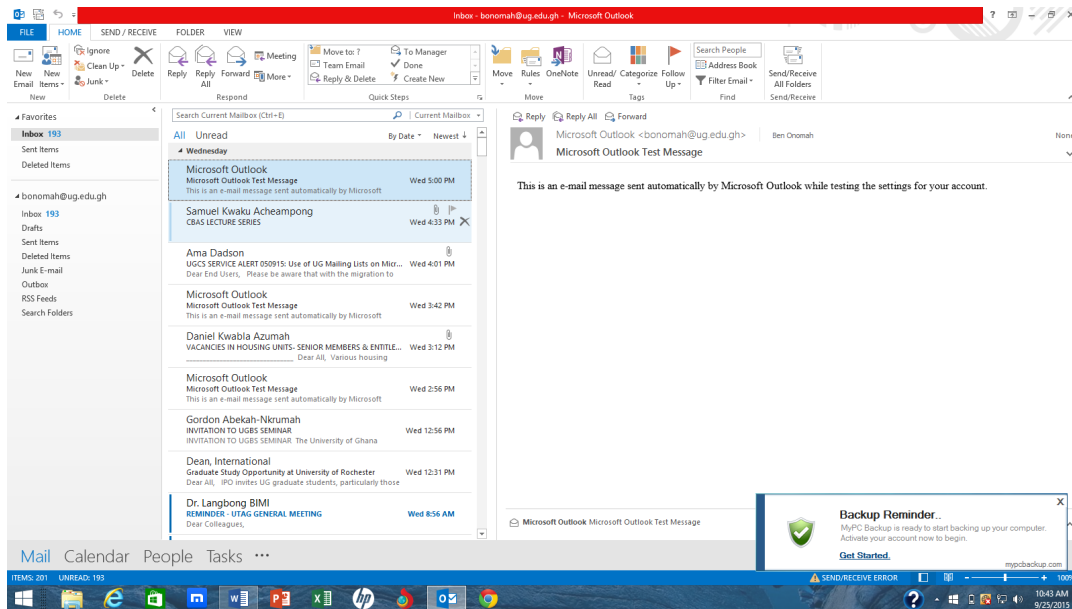 Inbox - bonomah@ug.edu.gh - Microsoft Outlook
FILE HOME SEND / RECEIVE FOLDER VIEW
New Email
New Items
Ignore
Clean Up
Junk
Delete
Reply
Reply All
Forward
Meeting
More
Move to: ?
Team Email
Reply & Delete
To Manager
Done
Create New
Move
Rules
OneNote
Unread/ Read
Categorize
Follow Up
Search People
Address Book
Filter Email
Send/Receive All Folders
New Delete Respond Quick Steps Move Tags Find Send/Receive
Favorites
Inbox 193
Sent Items
Deleted Items
bonomah@ug.edu.gh
Inbox 193
Drafts
Sent Items
Deleted Items
Junk E-mail
Outbox
RSS Feeds
Search Folders
Search Current Mailbox (Ctrl+E) Current Mailbox
All Unread By Date Newest
Wednesday
Microsoft Outlook
Microsoft Outlook Test Message Wed 5:00 PM
This is an e-mail message sent automatically by Microsoft
Samuel Kwaku Acheampong
CBAS LECTURE SERIES Wed 4:33 PM
Ama Dadson
UGCS SERVICE ALERT 050915: Use of UG Mailing Lists on Micr... Wed 4:01 PM
Dear End Users, Please be aware that with the migration to
Microsoft Outlook
Microsoft Outlook Test Message Wed 3:42 PM
This is an e-mail message sent automatically by Microsoft
Daniel Kwabla Azumah
VACANCIES IN HOUSING UNITS- SENIOR MEMBERS & ENTITLE... Wed 3:12 PM
Dear All, Various housing
Microsoft Outlook
Microsoft Outlook Test Message Wed 2:56 PM
This is an e-mail message sent automatically by Microsoft
Gordon Abekah-Nkrumah
INVITATION TO UGBS SEMINAR Wed 12:56 PM
INVITATION TO UGBS SEMINAR The University of Ghana
Dean, International
Graduate Study Opportunity at University of Rochester Wed 12:31 PM
Dear All, IPO invites UG graduate students, particularly those
Dr. Langbong BIMI
REMINDER - UTAG GENERAL MEETING Wed 8:56 AM
Dear Colleagues,
Reply Reply All Forward
Microsoft Outlook <bonomah@ug.edu.gh> Ben Onomah None
Microsoft Outlook Test Message
This is an e-mail message sent automatically by Microsoft Outlook while testing the settings for your account.
Microsoft Outlook Microsoft Outlook Test Message
Backup Reminder.. X
MyPC Backup is ready to start backing up your computer.
Activate your account now to begin.
Get Started.
mypcbackup.com
Mail Calendar People Tasks ...
ITEMS: 201 UNREAD: 193 SEND/RECEIVE ERROR 100%
10:43 AM
9/25/2015